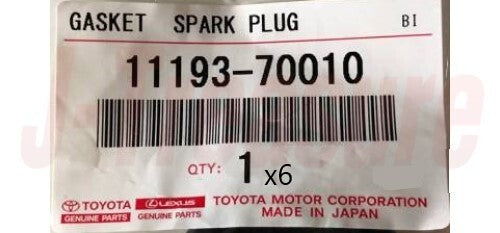 GASKET SPARK PLUG BI
11193-70010
QTY: 1 x6
TOYOTA LEXUS TOYOTA MOTOR CORPORATION
GENUINE PARTS GENUINE PARTS MADE IN JAPAN